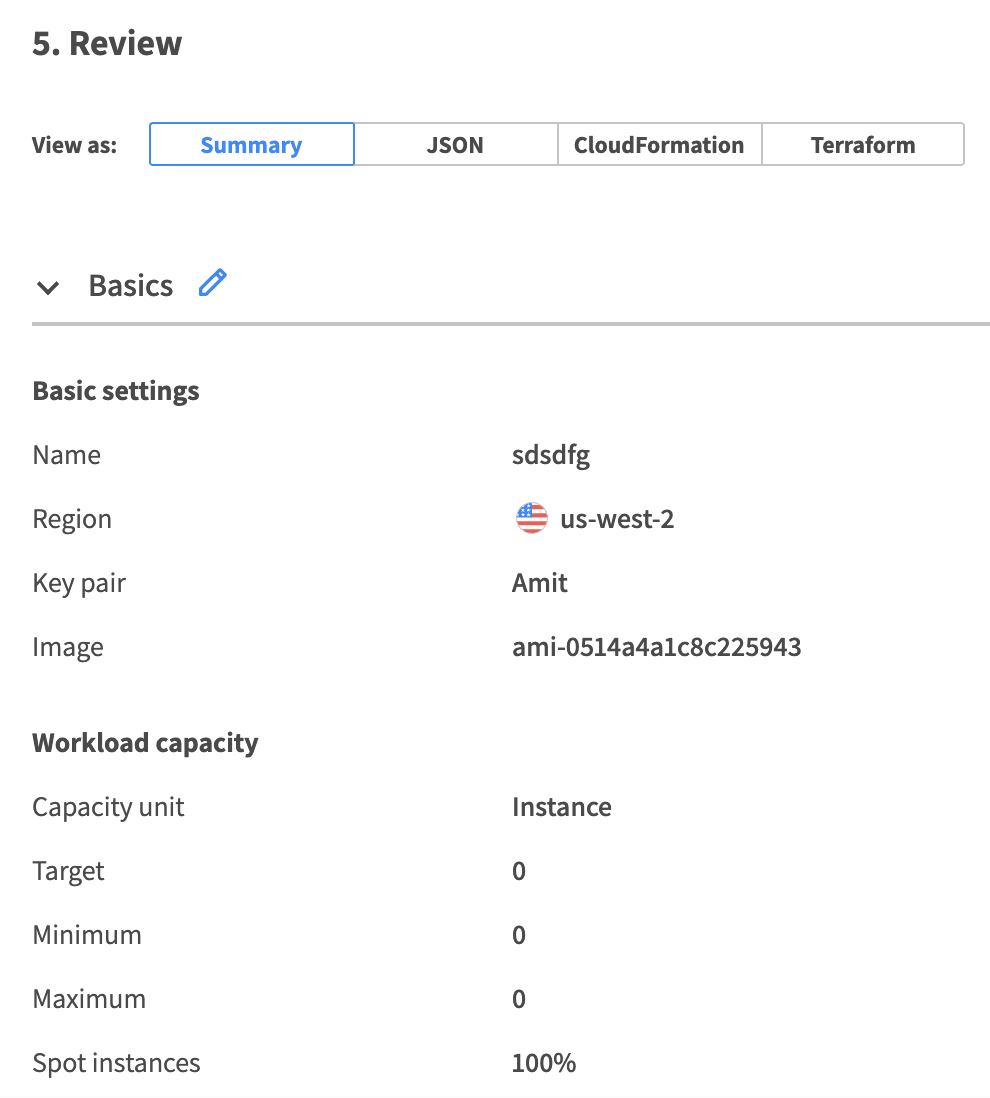 5. Review
View as: Summary JSON CloudFormation Terraform
Basics
Basic settings
Name sdsdfg
Region us-west-2
Key pair Amit
Image ami-0514a4a1c8c225943
Workload capacity
Capacity unit Instance
Target 0
Minimum 0
Maximum 0
Spot instances 100%